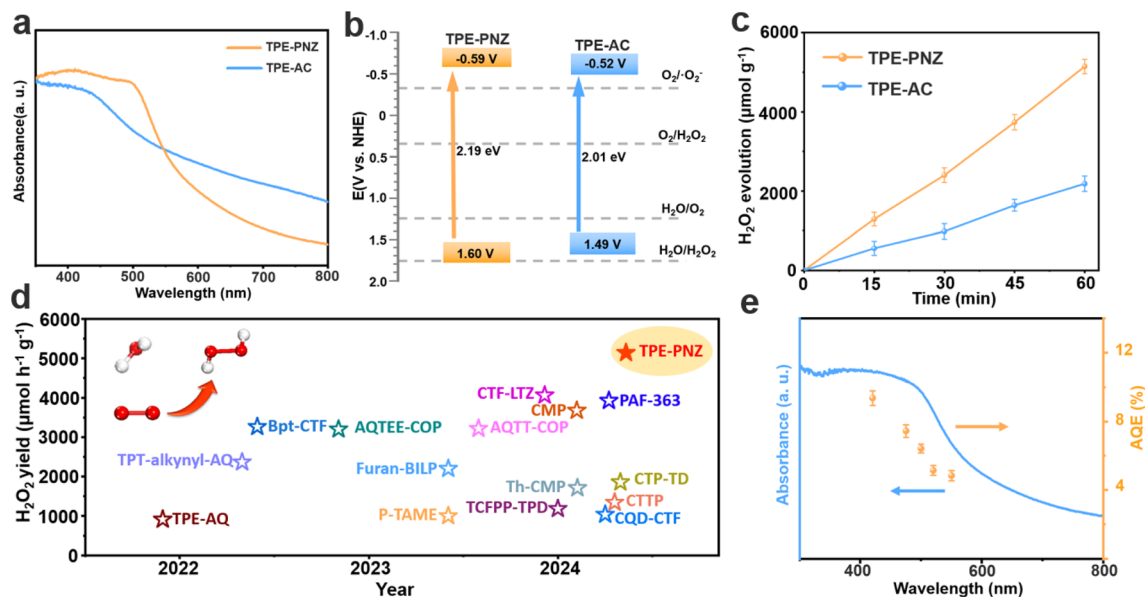 a
TPE-PNZ
TPE-AC
Absorbance(a. u.)
400 500 600 700 800
Wavelength (nm)
b
TPE-PNZ TPE-AC
-1.0
-0.5
0
0.5
1.0
1.5
2.0
E(V vs. NHE)
-0.59 V -0.52 V
O₂/·O₂⁻
O₂/H₂O₂
2.19 eV 2.01 eV
H₂O/O₂
1.60 V 1.49 V
H₂O/H₂O₂
c
TPE-PNZ
TPE-AC
H₂O₂ evolution (μmol g⁻¹)
6000
4000
2000
0
0 15 30 45 60
Time (min)
d
H₂O₂ yield (μmol h⁻¹ g⁻¹)
6000
5000
4000
3000
2000
1000
0
TPE-PNZ
CTF-LTZ
CMP
PAF-363
Bpt-CTF
AQTEE-COP
AQTT-COP
TPT-alkynyl-AQ
Furan-BILP
Th-CMP
CTP-TD
TPE-AQ
P-TAME
TCFPP-TPD
CTTP
CQD-CTF
2022 2023 2024
Year
e
Absorbance (a. u.)
AQE (%)
12
8
4
0
400 600 800
Wavelength (nm)